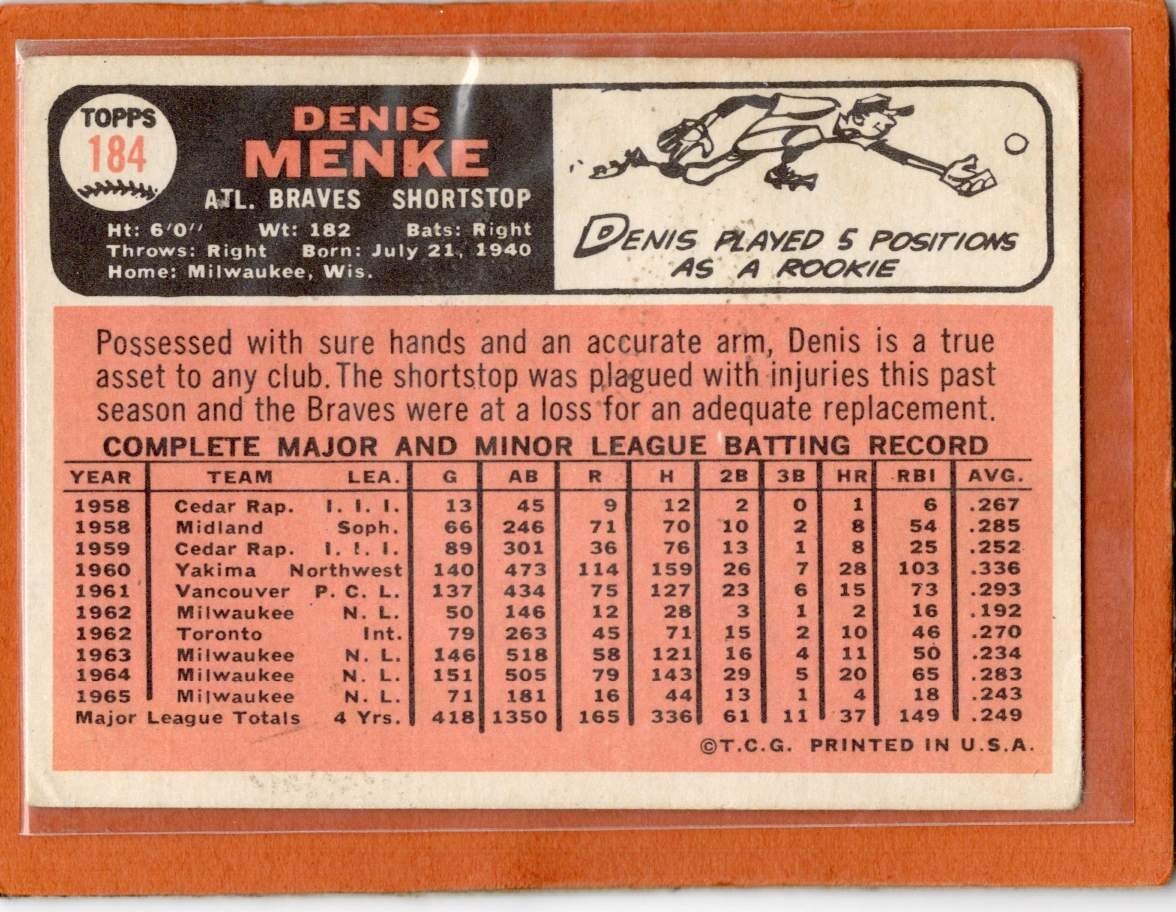 TOPPS
184
DENIS
MENKE
ATL. BRAVES SHORTSTOP
Ht: 6'0" Wt: 182 Bats: Right
Throws: Right Born: July 21, 1940
Home: Milwaukee, Wis.
DENIS PLAYED 5 POSITIONS
AS A ROOKIE
Possessed with sure hands and an accurate arm, Denis is a true
asset to any club. The shortstop was plagued with injuries this past
season and the Braves were at a loss for an adequate replacement.
COMPLETE MAJOR AND MINOR LEAGUE BATTING RECORD
YEAR TEAM LEA. G AB R H 2B 3B HR RBI AVG.
1958 Cedar Rap. I. I. I. 13 45 9 12 2 0 1 6 .267
1958 Midland Soph. 66 246 71 70 10 2 8 54 .285
1959 Cedar Rap. I. I. I. 89 301 36 76 13 1 8 25 .252
1960 Yakima Northwest 140 473 114 159 26 7 28 103 .336
1961 Vancouver P. C. L. 137 434 75 127 23 6 15 73 .293
1962 Milwaukee N. L. 50 146 12 28 3 1 2 16 .192
1962 Toronto Int. 79 263 45 71 15 2 10 46 .270
1963 Milwaukee N. L. 146 518 58 121 16 4 11 50 .234
1964 Milwaukee N. L. 151 505 79 143 29 5 20 65 .283
1965 Milwaukee N. L. 71 181 16 44 13 1 4 18 .243
Major League Totals 4 Yrs. 418 1350 165 336 61 11 37 149 .249
©T.C.G. PRINTED IN U.S.A.